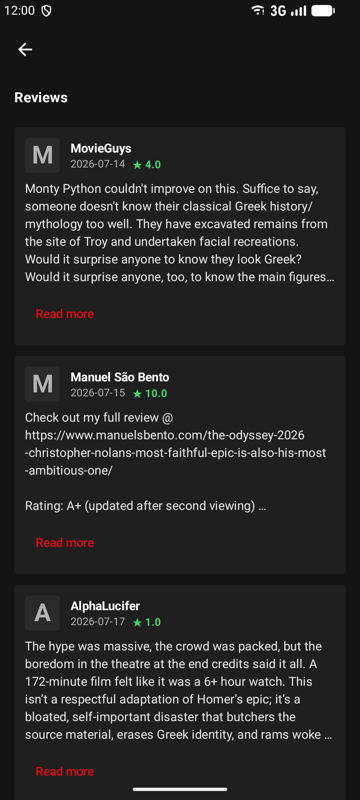 12:00
3G
Reviews
M
MovieGuys
2026-07-14 ★ 4.0
Monty Python couldn't improve on this. Suffice to say,
someone doesn't know their classical Greek history/
mythology too well. They have excavated remains from
the site of Troy and undertaken facial recreations.
Would it surprise anyone to know they look Greek?
Would it surprise anyone, too, to know the main figures…
Read more
M
Manuel São Bento
2026-07-15 ★ 10.0
Check out my full review @
https://www.manuelsbento.com/the-odyssey-2026
-christopher-nolans-most-faithful-epic-is-also-his-most
-ambitious-one/
Rating: A+ (updated after second viewing) …
Read more
A
AlphaLucifer
2026-07-17 ★ 1.0
The hype was massive, the crowd was packed, but the
boredom in the theatre at the end credits said it all. A
172-minute film felt like it was a 6+ hour watch. This
isn’t a respectful adaptation of Homer’s epic; it’s a
bloated, self-important disaster that butchers the
source material, erases Greek identity, and rams woke …
Read more